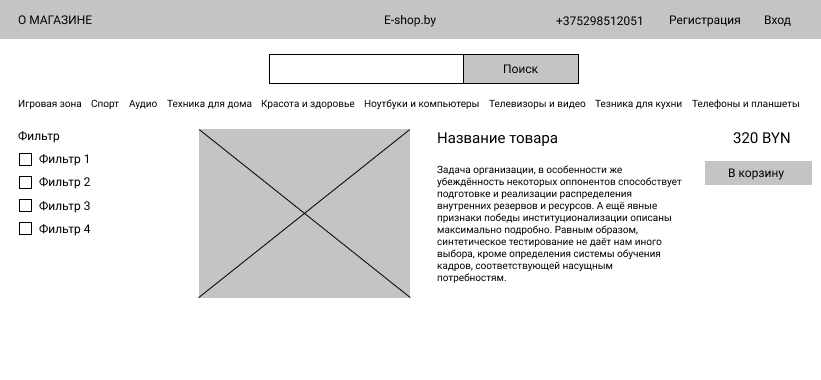 О МАГАЗИНЕ E-shop.by +375298512051 Регистрация Вход
Поиск
Игровая зона Спорт Аудио Техника для дома Красота и здоровье Ноутбуки и компьютеры Телевизоры и видео Тезника для кухни Телефоны и планшеты
Фильтр
Фильтр 1
Фильтр 2
Фильтр 3
Фильтр 4
Название товара
Задача организации, в особенности же
убеждённость некоторых оппонентов способствует
подготовке и реализации распределения
внутренних резервов и ресурсов. А ещё явные
признаки победы институционализации описаны
максимально подробно. Равным образом,
синтетическое тестирование не даёт нам иного
выбора, кроме определения системы обучения
кадров, соответствующей насущным
потребностям.
320 BYN
В корзину